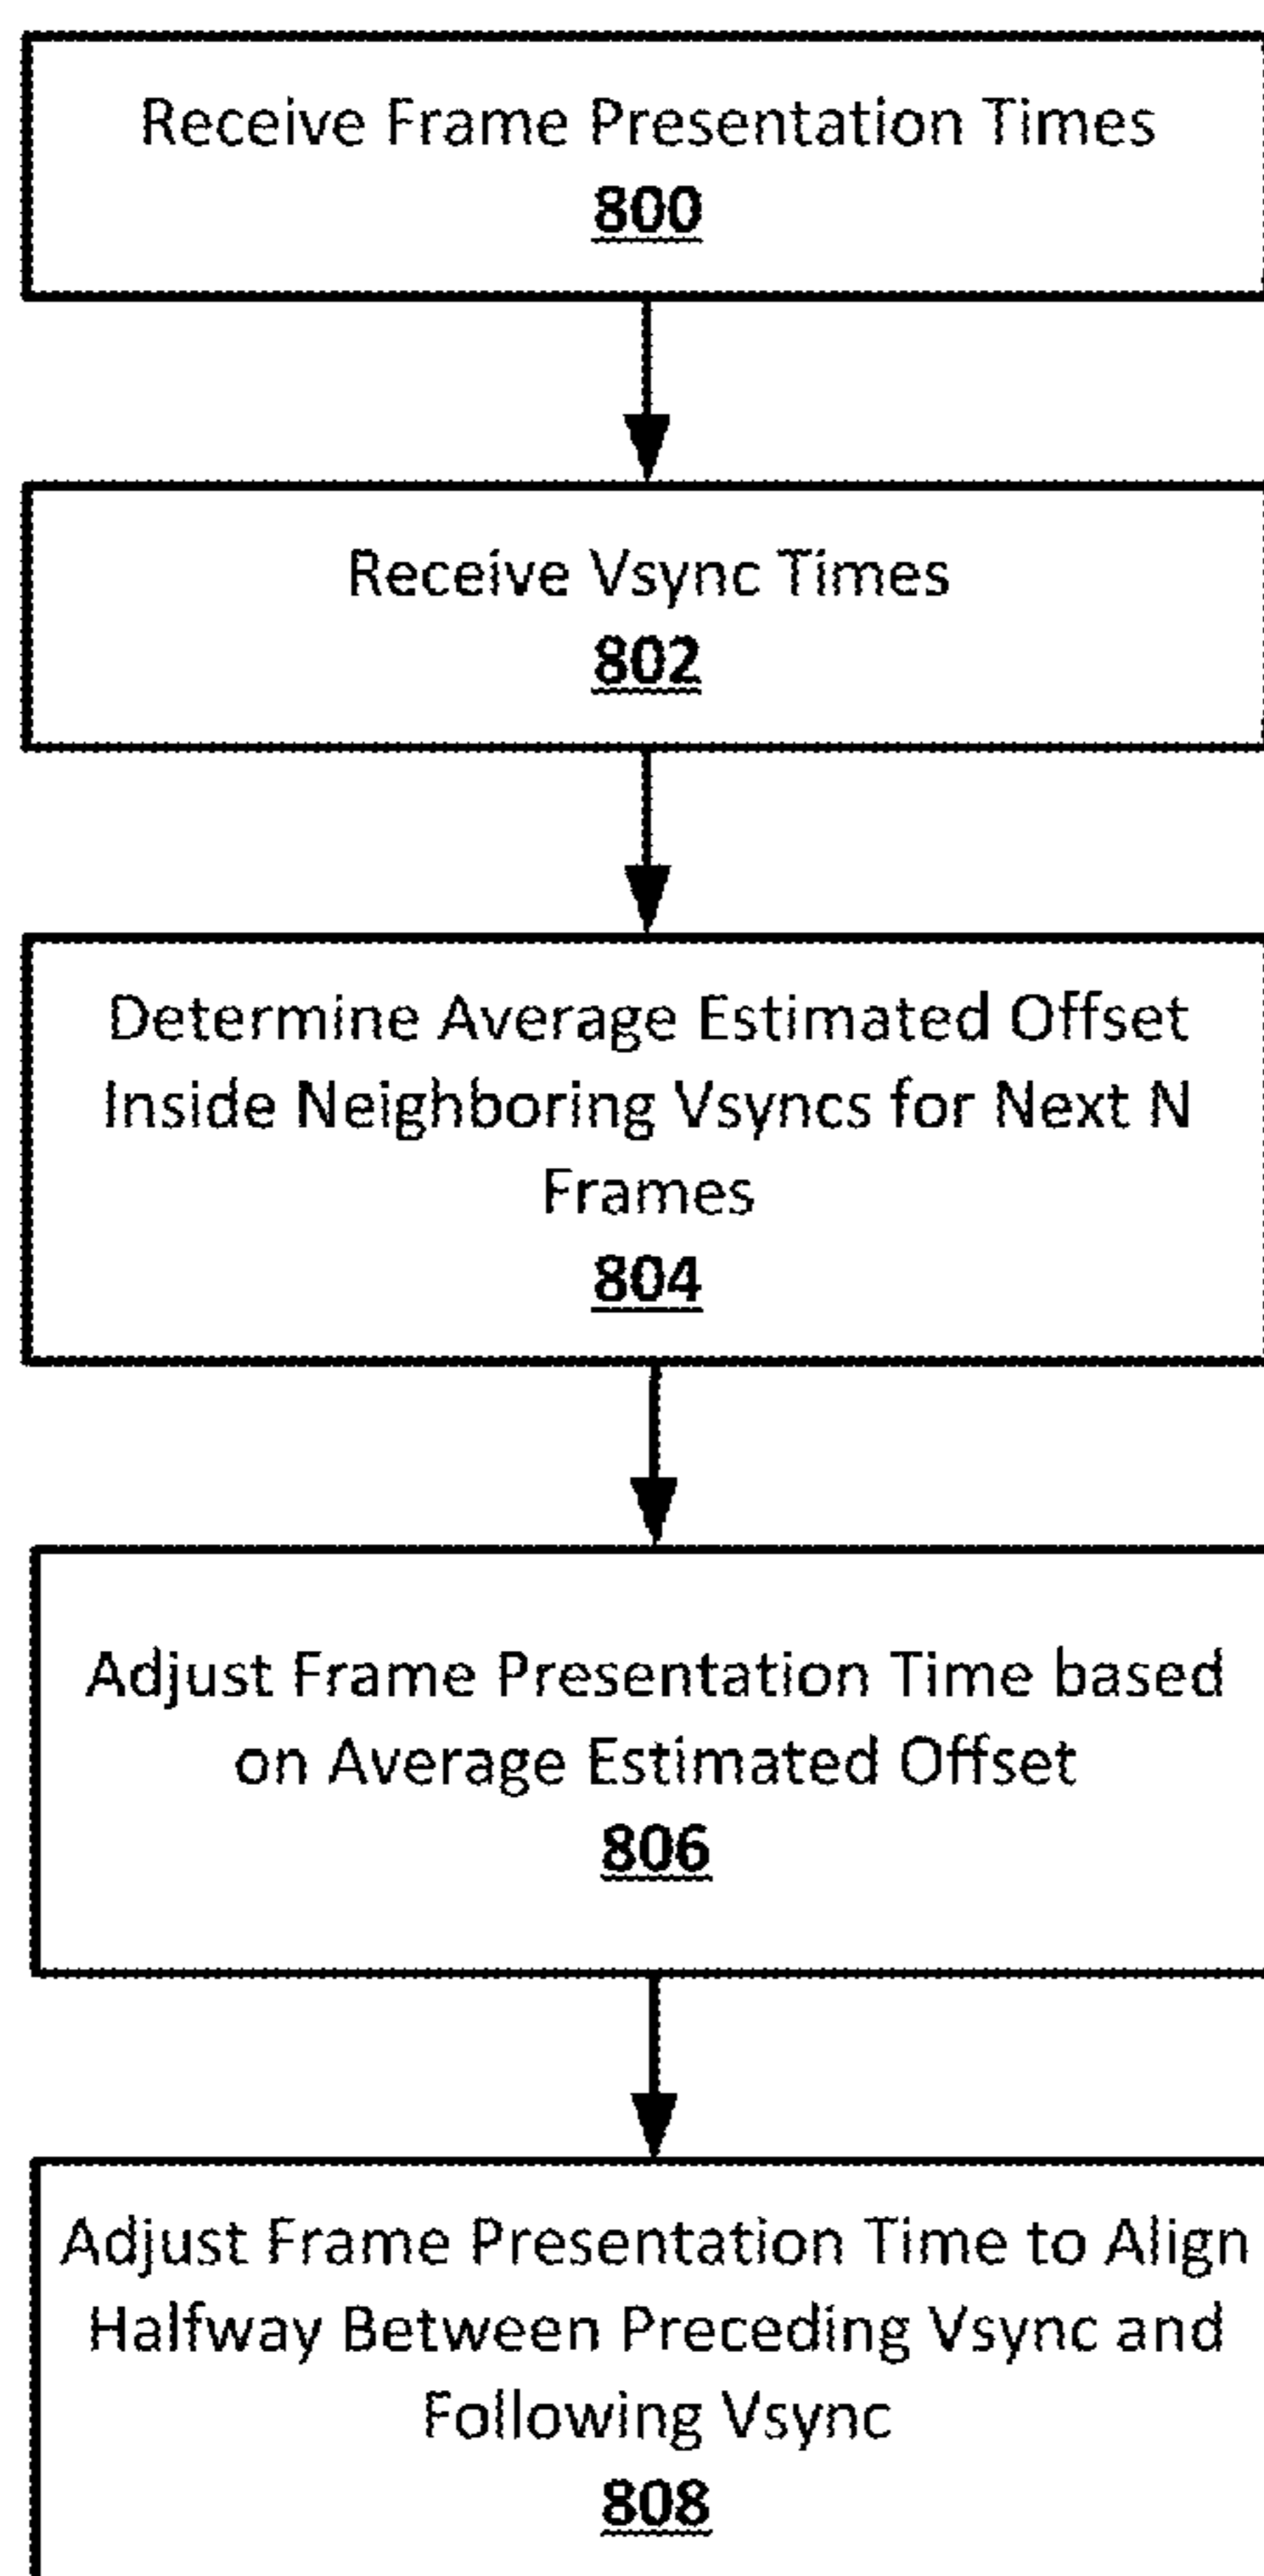 Receive Frame Presentation Times
800
Receive Vsync Times
802
Determine Average Estimated Offset
Inside Neighboring Vsyncs for Next N
Frames
804
Adjust Frame Presentation Time based
on Average Estimated Offset
806
Adjust Frame Presentation Time to Align
Halfway Between Preceding Vsync and
Following Vsync
808